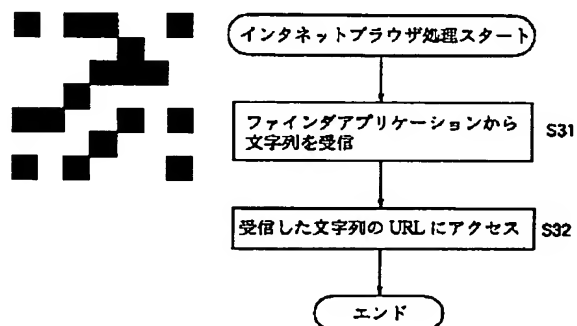 インタネットブラウザ処理スタート
ファインダアプリケーションから
文字列を受信
S31
受信した文字列の URL にアクセス
S32
エンド